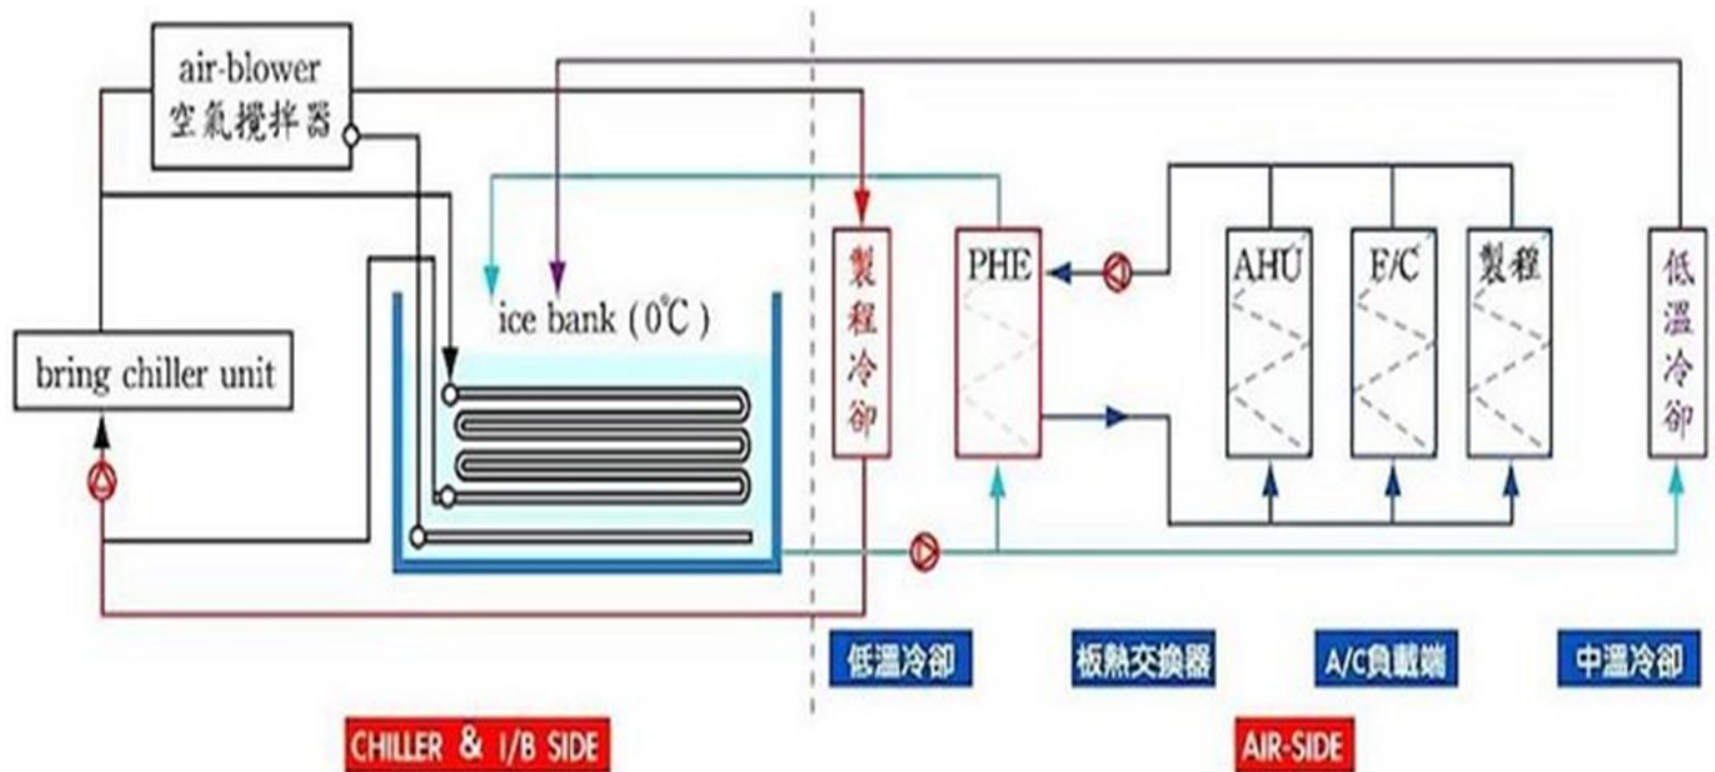 air-blower
空氣攪拌器
ice bank (0℃)
bring chiller unit
製程冷卻
PHE
AHU
F/C
製程
低溫冷卻
低溫冷卻
板熱交換器
A/C負載端
中溫冷卻
CHILLER & I/B SIDE
AIR-SIDE